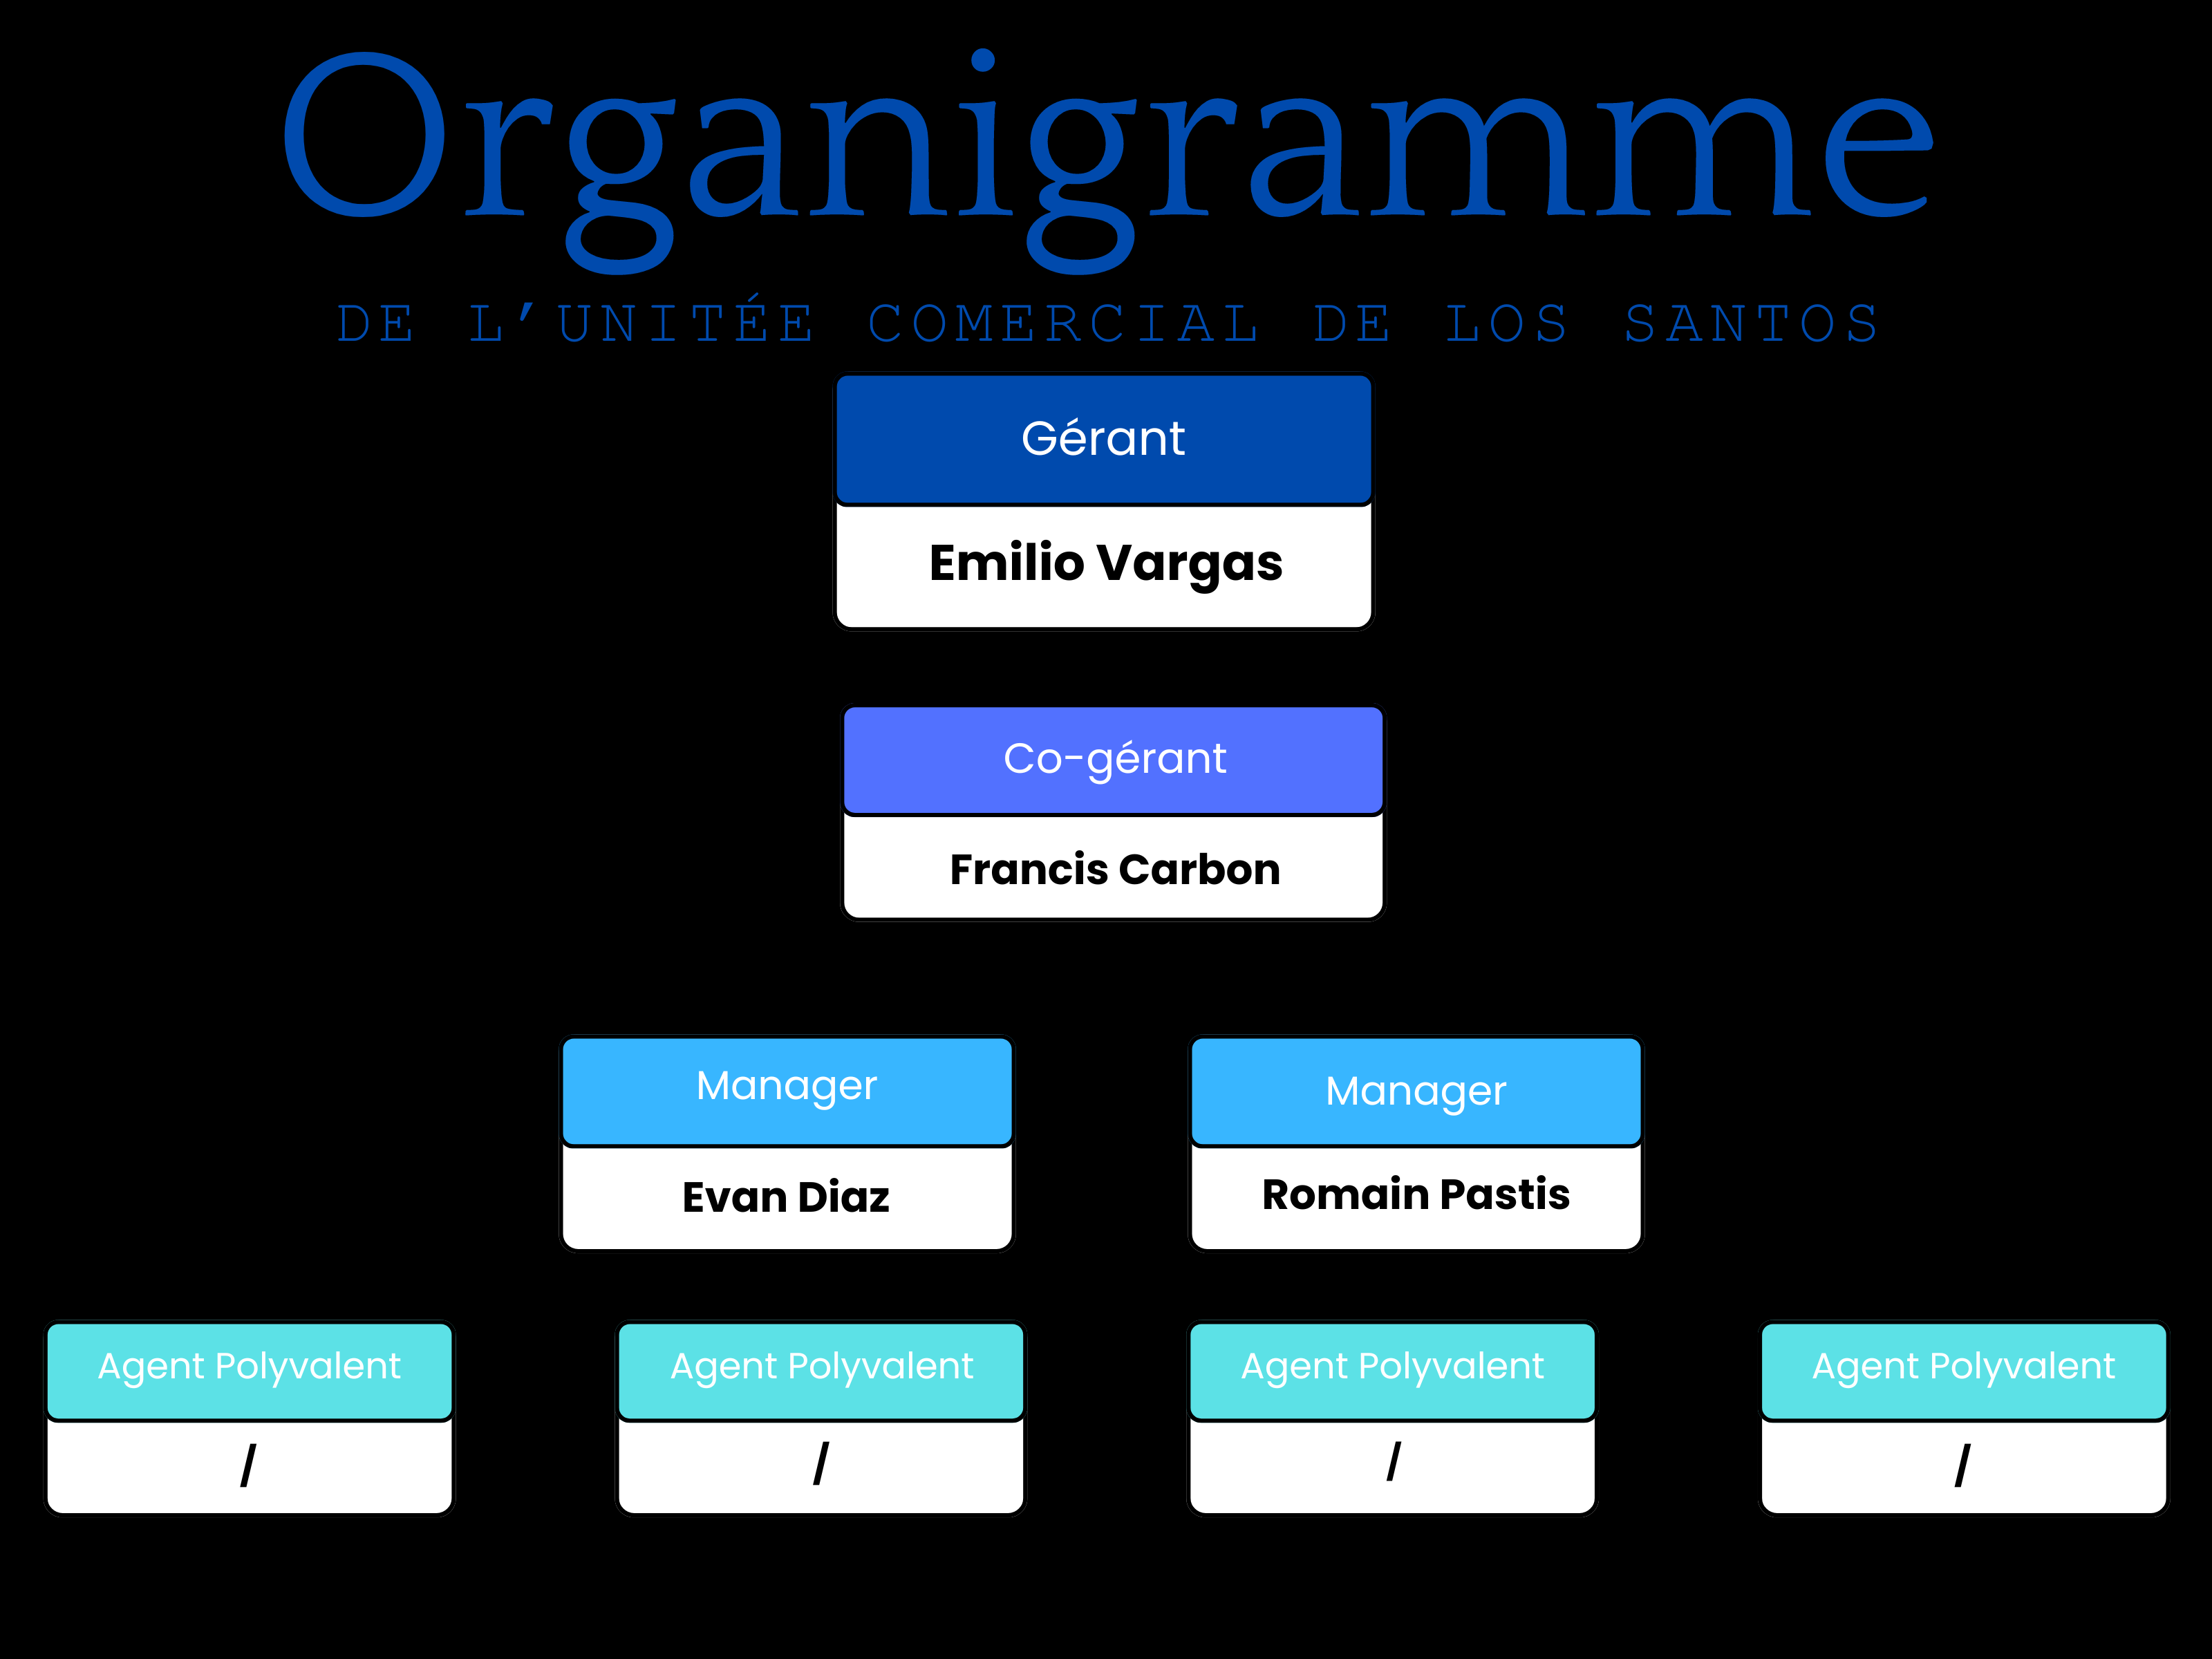 Organigramme
DE L’UNITÉE COMERCIAL DE LOS SANTOS
Gérant
Emilio Vargas
Co-gérant
Francis Carbon
Manager
Evan Diaz
Manager
Romain Pastis
Agent Polyvalent
/
Agent Polyvalent
/
Agent Polyvalent
/
Agent Polyvalent
/